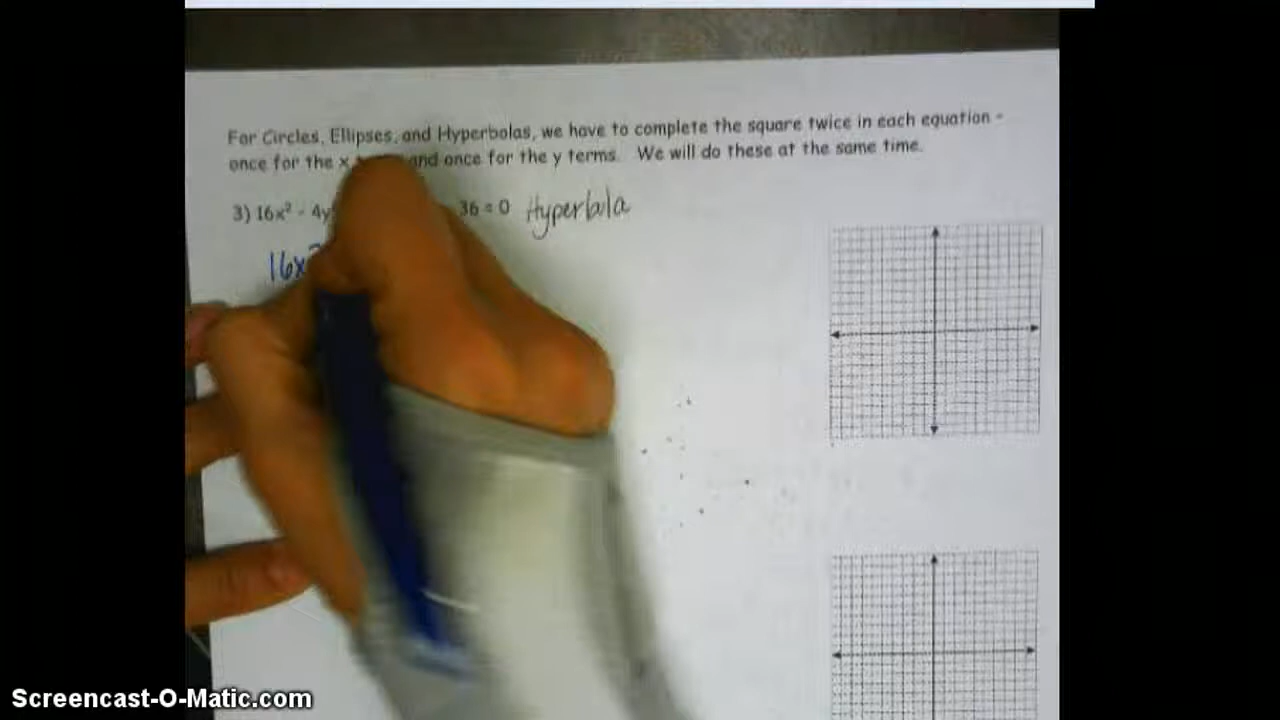 For Circles, Ellipses, and Hyperbolas, we have to complete the square twice in each equation -
once for the x and once for the y terms. We will do these at the same time.
3) 16x² - 4y 36 = 0 Hyperbola
16x²
Screencast-O-Matic.com